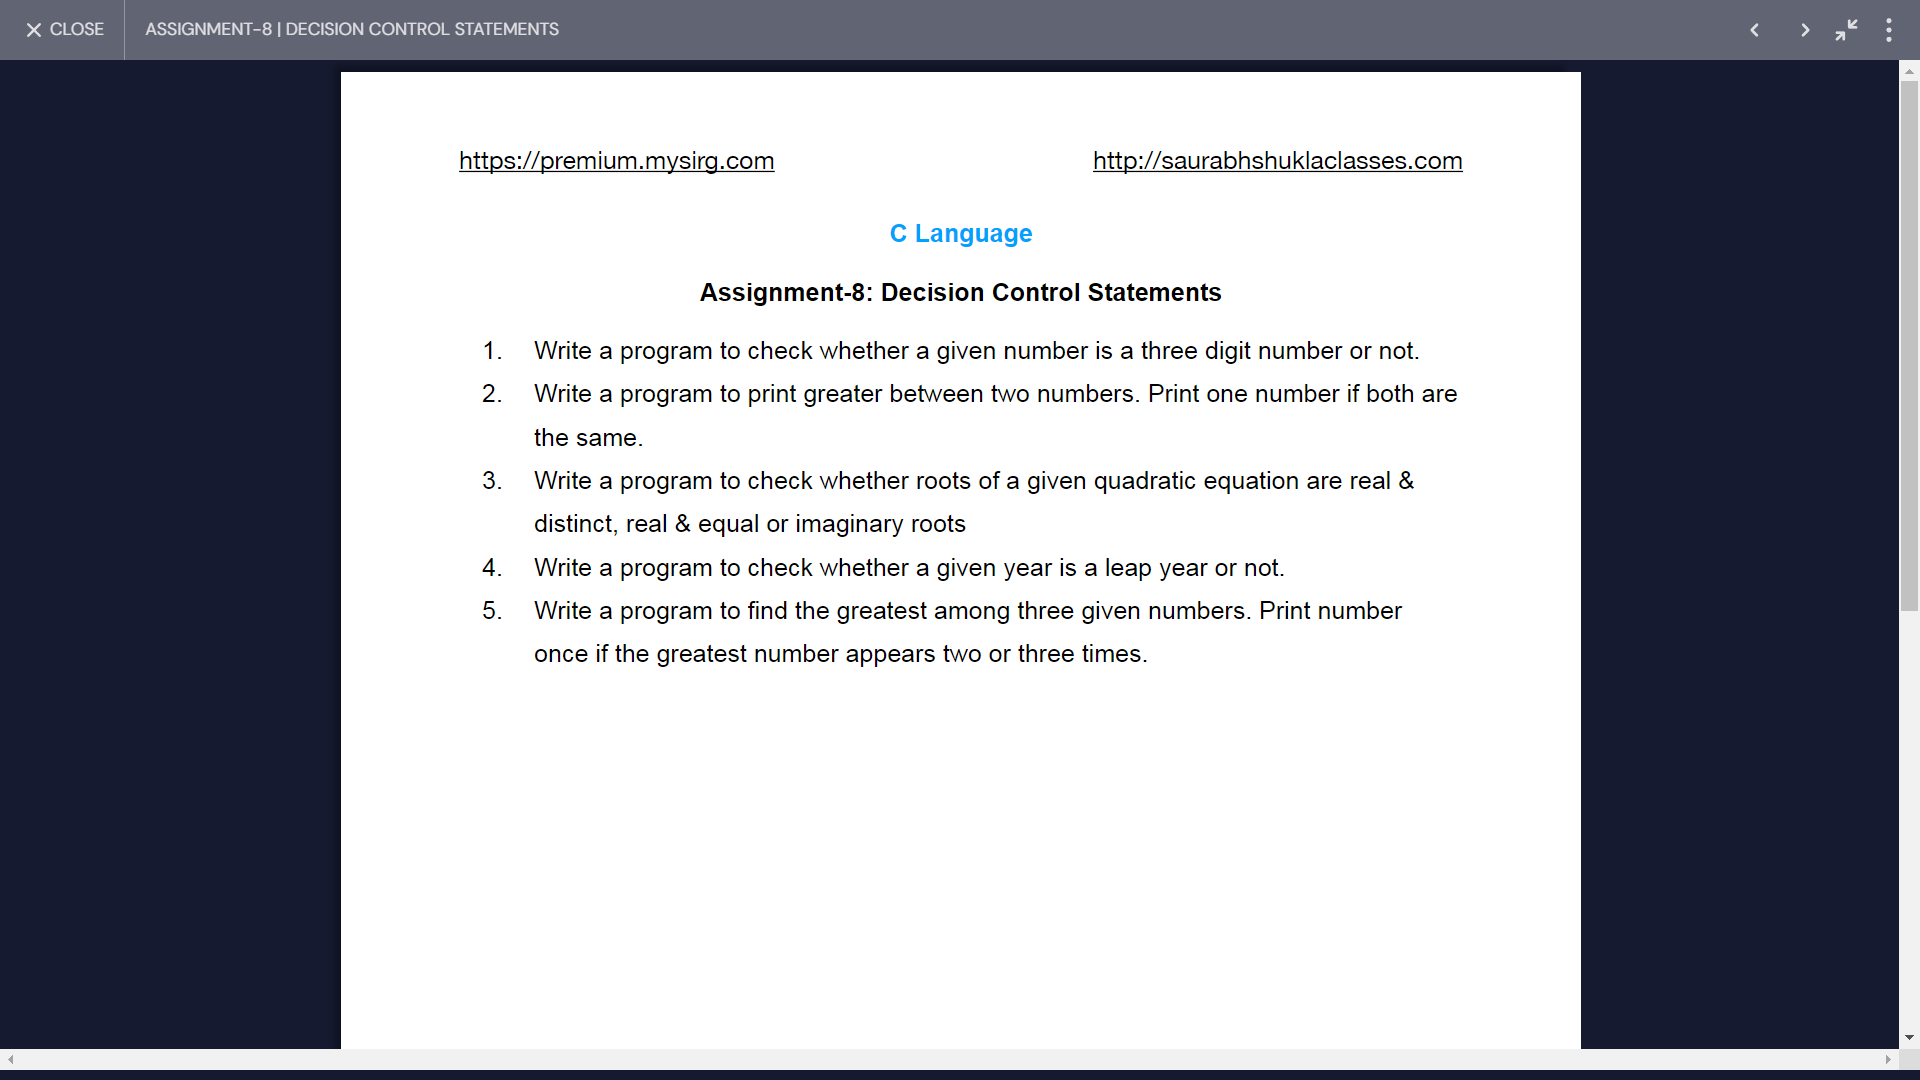 CLOSE
ASSIGNMENT-8 | DECISION CONTROL STATEMENTS
https://premium.mysirg.com
http://saurabhshuklaclasses.com
C Language
Assignment-8: Decision Control Statements
1. Write a program to check whether a given number is a three digit number or not.
2. Write a program to print greater between two numbers. Print one number if both are
the same.
3. Write a program to check whether roots of a given quadratic equation are real &
distinct, real & equal or imaginary roots
4. Write a program to check whether a given year is a leap year or not.
5. Write a program to find the greatest among three given numbers. Print number
once if the greatest number appears two or three times.